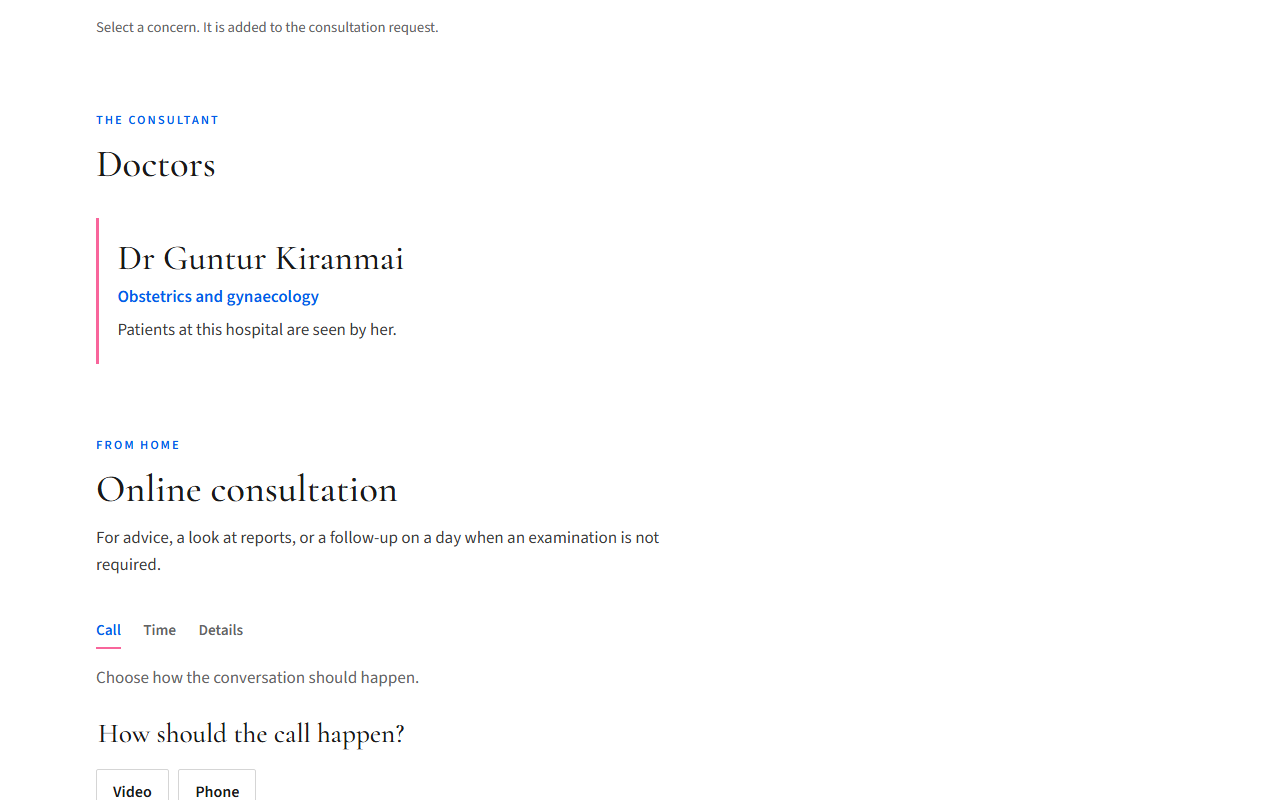 Select a concern. It is added to the consultation request.
THE CONSULTANT
Doctors
Dr Guntur Kiranmai
Obstetrics and gynaecology
Patients at this hospital are seen by her.
FROM HOME
Online consultation
For advice, a look at reports, or a follow-up on a day when an examination is not
required.
Call Time Details
Choose how the conversation should happen.
How should the call happen?
Video Phone